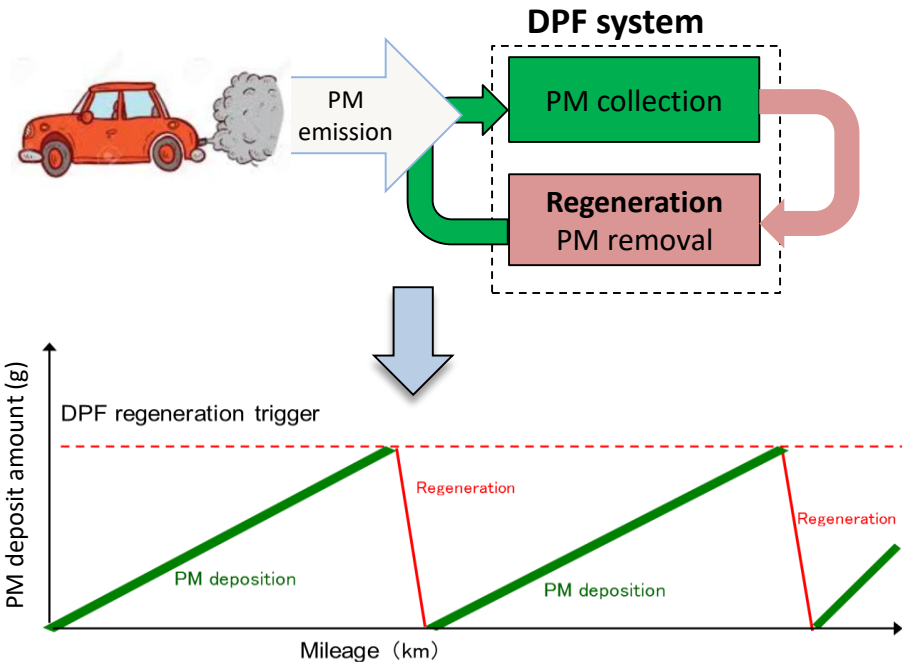 DPF system
PM
emission
PM collection
Regeneration
PM removal
PM deposit amount (g)
DPF regeneration trigger
Regeneration
Regeneration
PM deposition
PM deposition
Mileage (km)